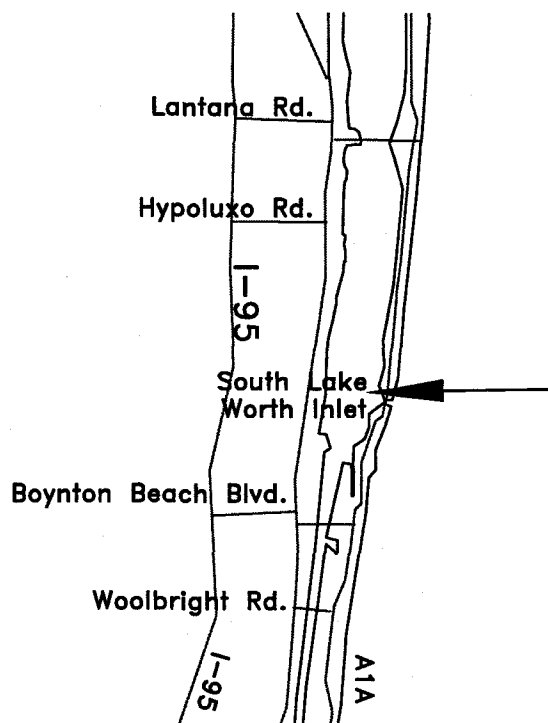 Lantana Rd.
Hypoluxo Rd.
I-95
South Lake
Worth Inlet
Boynton Beach Blvd.
Woolbright Rd.
I-95
A1A